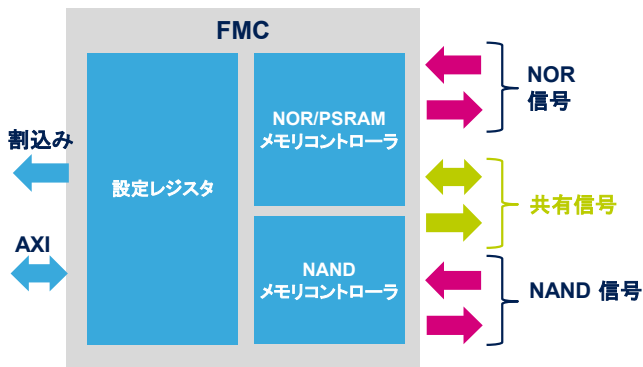 FMC
割込み
AXI
設定レジスタ
NOR/PSRAM
メモリコントローラ
NAND
メモリコントローラ
NOR
信号
共有信号
NAND 信号